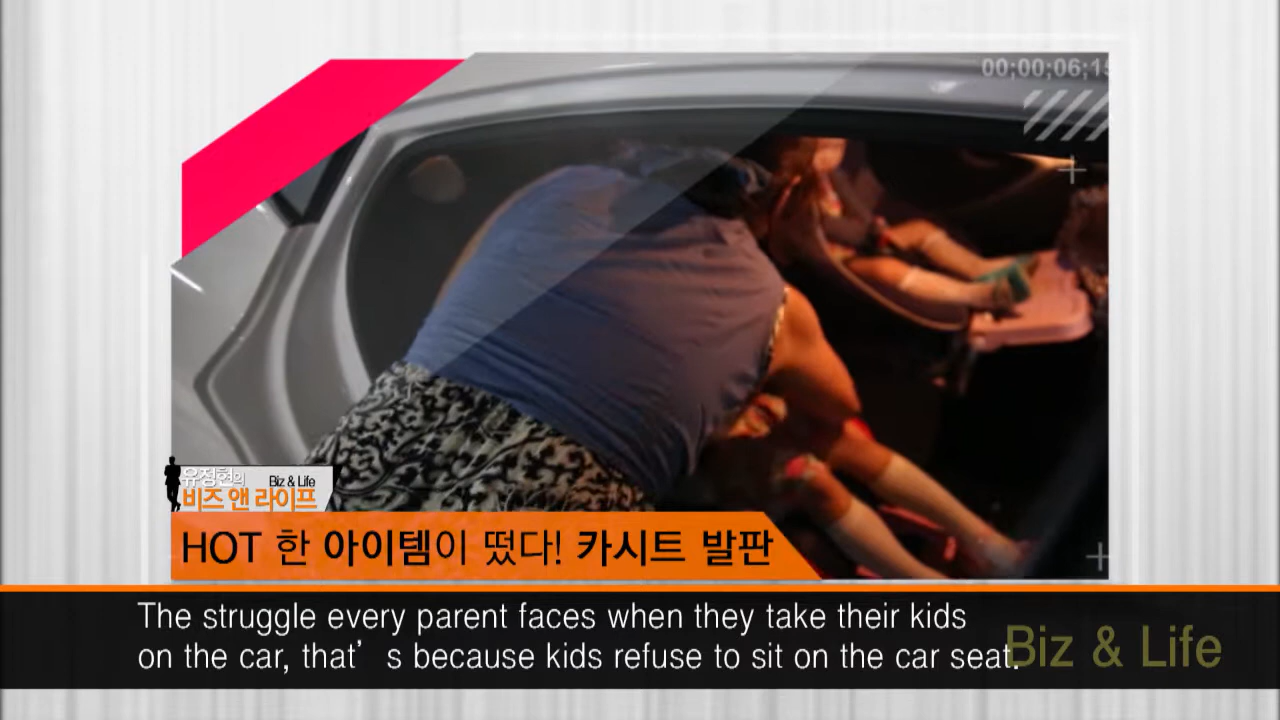 00;00;06;15
유정현의
Biz & Life
비즈 앤 라이프
HOT 한 아이템이 떴다! 카시트 발판
The struggle every parent faces when they take their kids
on the car, that’s because kids refuse to sit on the car seat.
Biz & Life